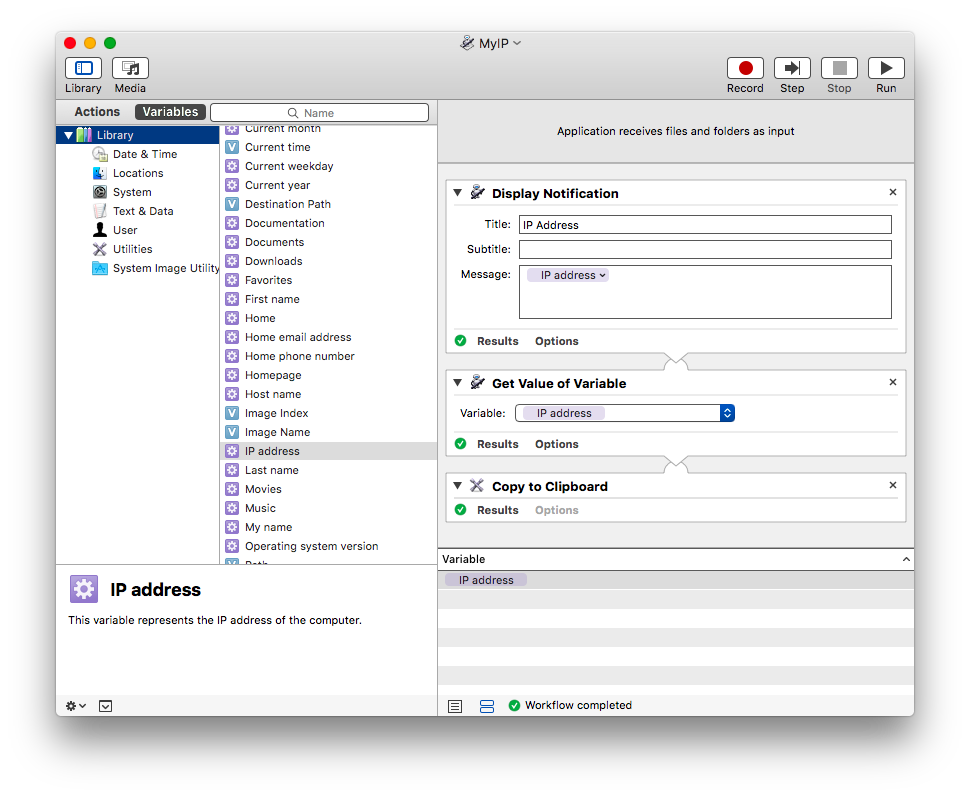 MyIP
Library
Media
Record
Step
Stop
Run
Actions
Variables
Name
Library
Date & Time
Locations
System
Text & Data
User
Utilities
System Image Utility
Current month
Current time
Current weekday
Current year
Destination Path
Documentation
Documents
Downloads
Favorites
First name
Home
Home email address
Home phone number
Homepage
Host name
Image Index
Image Name
IP address
Last name
Movies
Music
My name
Operating system version
Path
IP address
This variable represents the IP address of the computer.
Application receives files and folders as input
Display Notification
Title: IP Address
Subtitle:
Message: IP address
Results Options
Get Value of Variable
Variable: IP address
Results Options
Copy to Clipboard
Results Options
Variable
IP address
Workflow completed